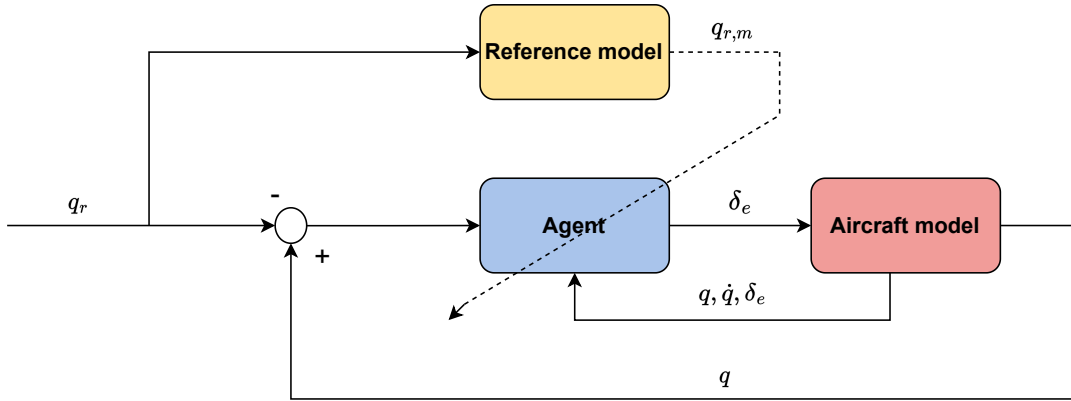 q_{r,m}
Reference model
-
q_r
δ_e
Agent
Aircraft model
+
q, q̇, δ_e
q